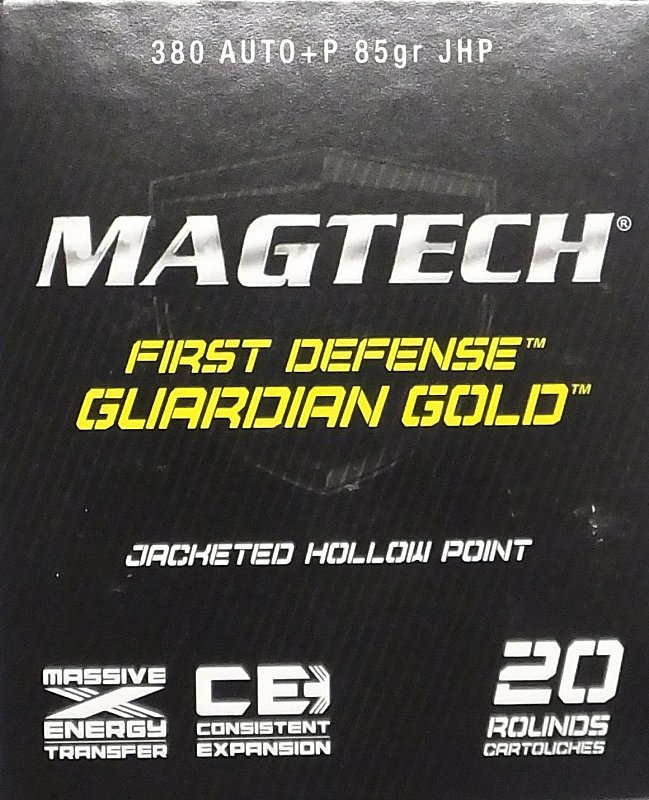 380 AUTO+P 85gr JHP
MAGTECH®
FIRST DEFENSE™
GUARDIAN GOLD™
JACKETED HOLLOW POINT
MASSIVE
ENERGY
TRANSFER
CE
CONSISTENT
EXPANSION
20
ROUNDS
CARTOUCHES